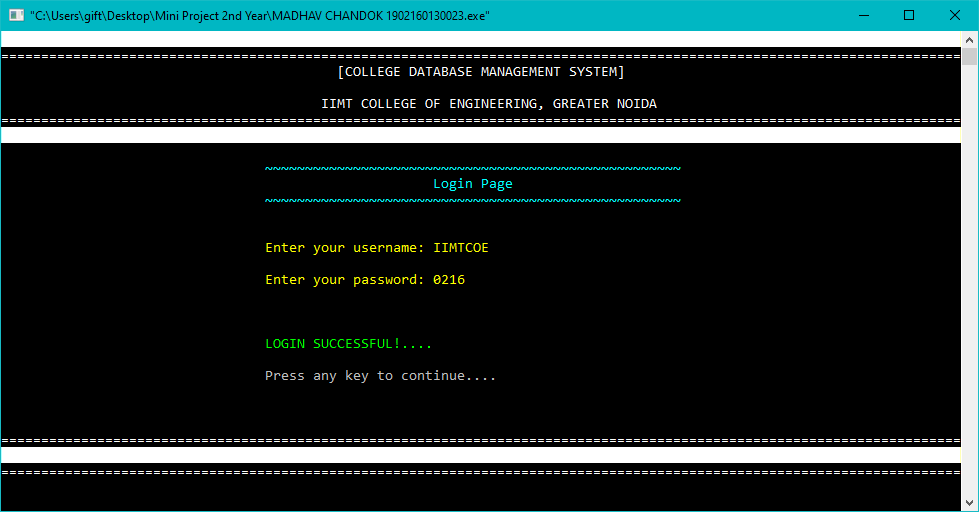 "C:\Users\gift\Desktop\Mini Project 2nd Year\MADHAV CHANDOK 1902160130023.exe"
[COLLEGE DATABASE MANAGEMENT SYSTEM]
IIMT COLLEGE OF ENGINEERING, GREATER NOIDA
Login Page
Enter your username: IIMTCOE
Enter your password: 0216
LOGIN SUCCESSFUL!....
Press any key to continue....